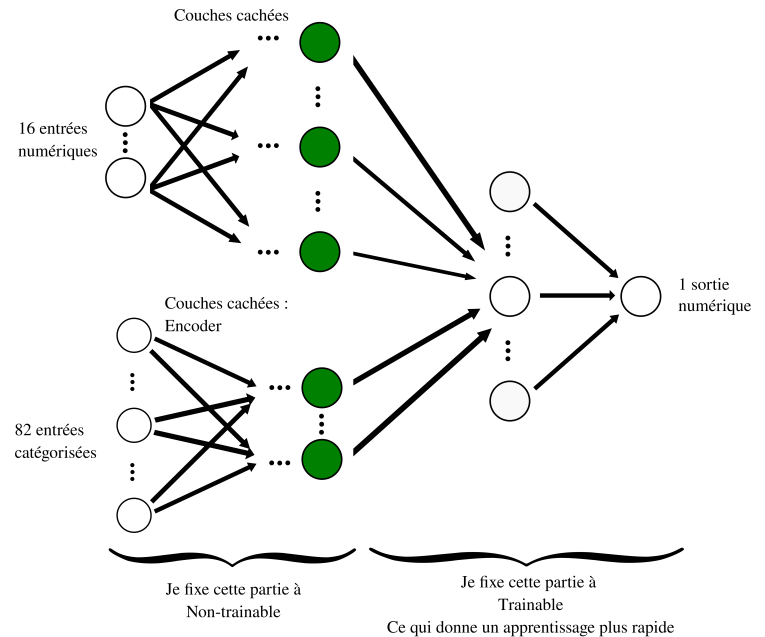 Couches cachées
16 entrées
numériques
1 sortie
numérique
Couches cachées :
Encoder
82 entrées
catégorisées
Je fixe cette partie à
Non-trainable
Je fixe cette partie à
Trainable
Ce qui donne un apprentissage plus rapide